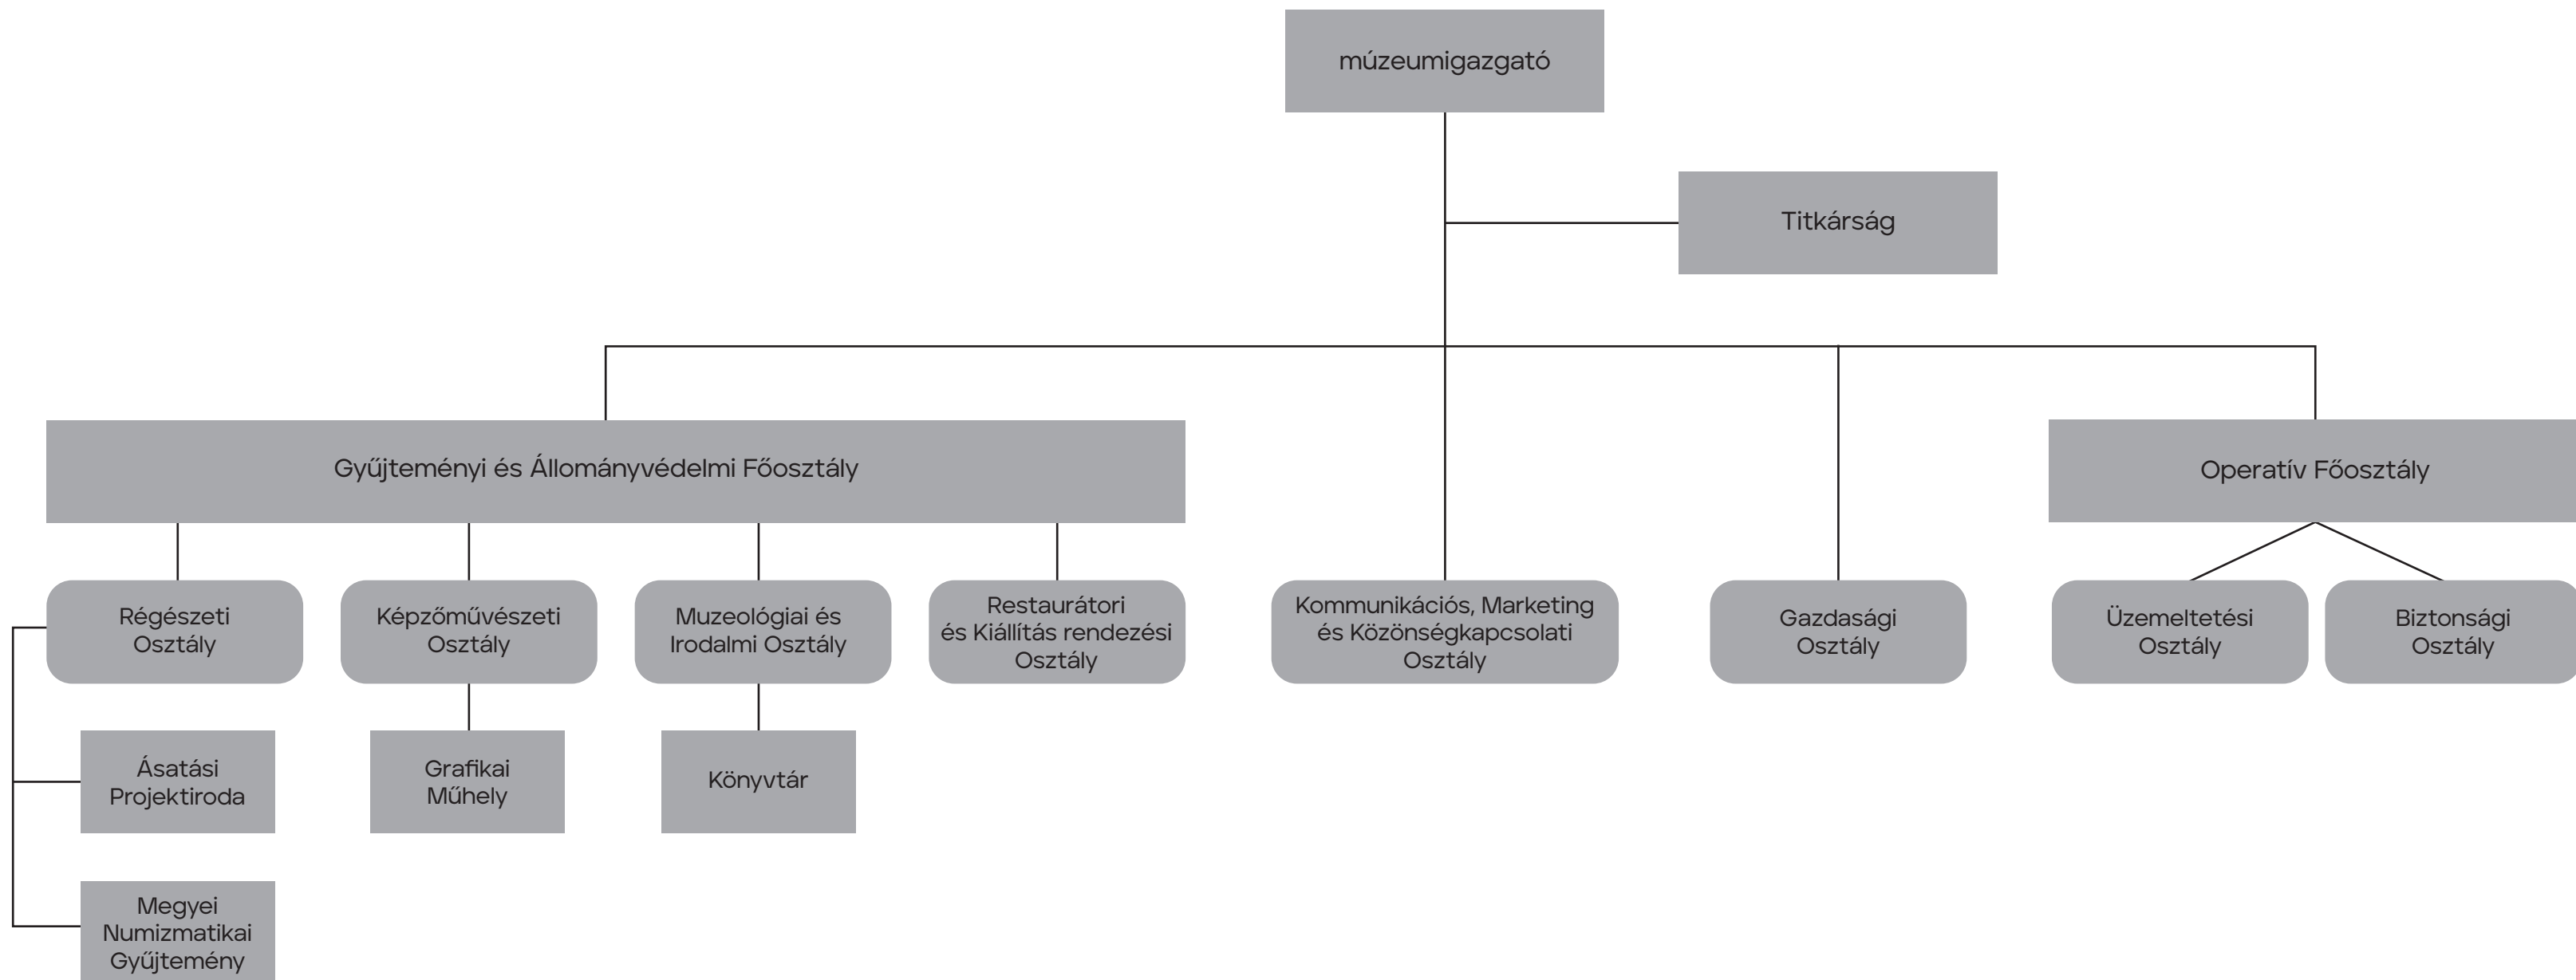 múzeumigazgató
Titkárság
Gyűjteményi és Állományvédelmi Főosztály
Operatív Főosztály
Régészeti
Osztály
Képzőművészeti
Osztály
Muzeológiai és
Irodalmi Osztály
Restaurátori
és Kiállítás rendezési
Osztály
Kommunikációs, Marketing
és Közönségkapcsolati
Osztály
Gazdasági
Osztály
Üzemeltetési
Osztály
Biztonsági
Osztály
Ásatási
Projektiroda
Grafikai
Műhely
Könyvtár
Megyei
Numizmatikai
Gyűjtemény